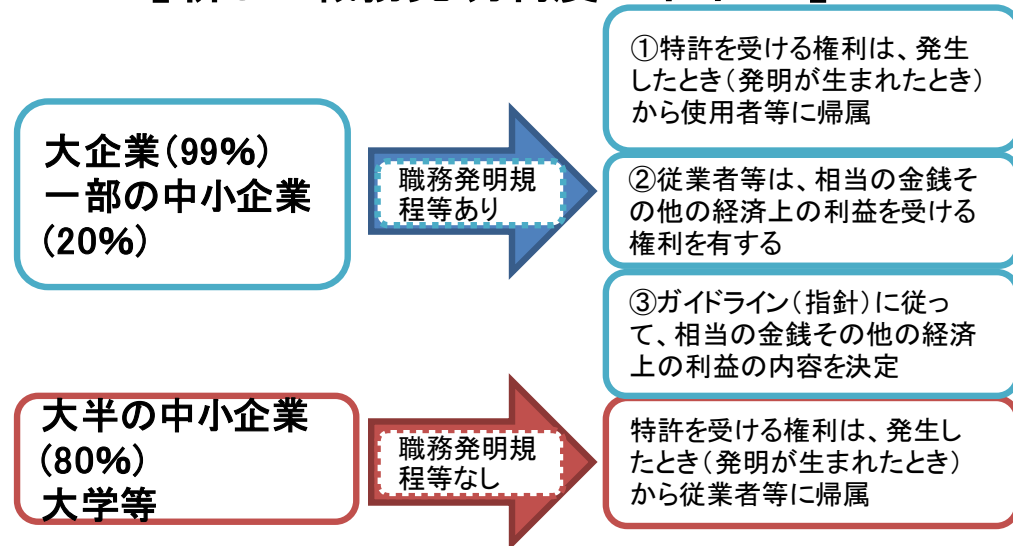 大企業(99%)
一部の中小企業
(20%)
職務発明規
程等あり
①特許を受ける権利は、発生
したとき(発明が生まれたとき)
から使用者等に帰属
②従業者等は、相当の金銭そ
の他の経済上の利益を受ける
権利を有する
③ガイドライン(指針)に従っ
て、相当の金銭その他の経済
上の利益の内容を決定
大半の中小企業
(80%)
大学等
職務発明規
程等なし
特許を受ける権利は、発生し
たとき(発明が生まれたとき)
から従業者等に帰属